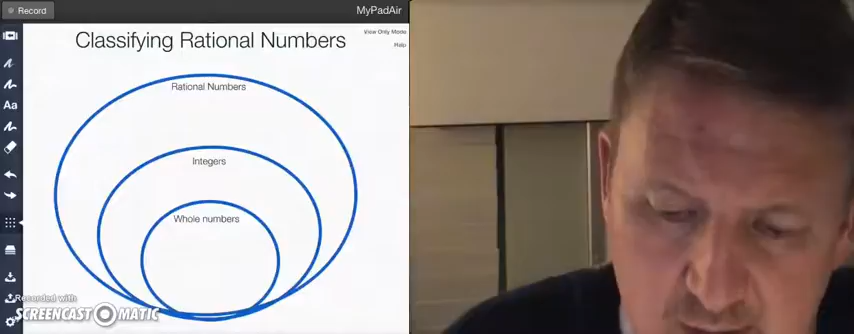 Record
MyPadAir
Classifying Rational Numbers
View Only Mode
Help
Aa
Rational Numbers
Integers
Whole numbers
Recorded with
SCREENCAST MATIC